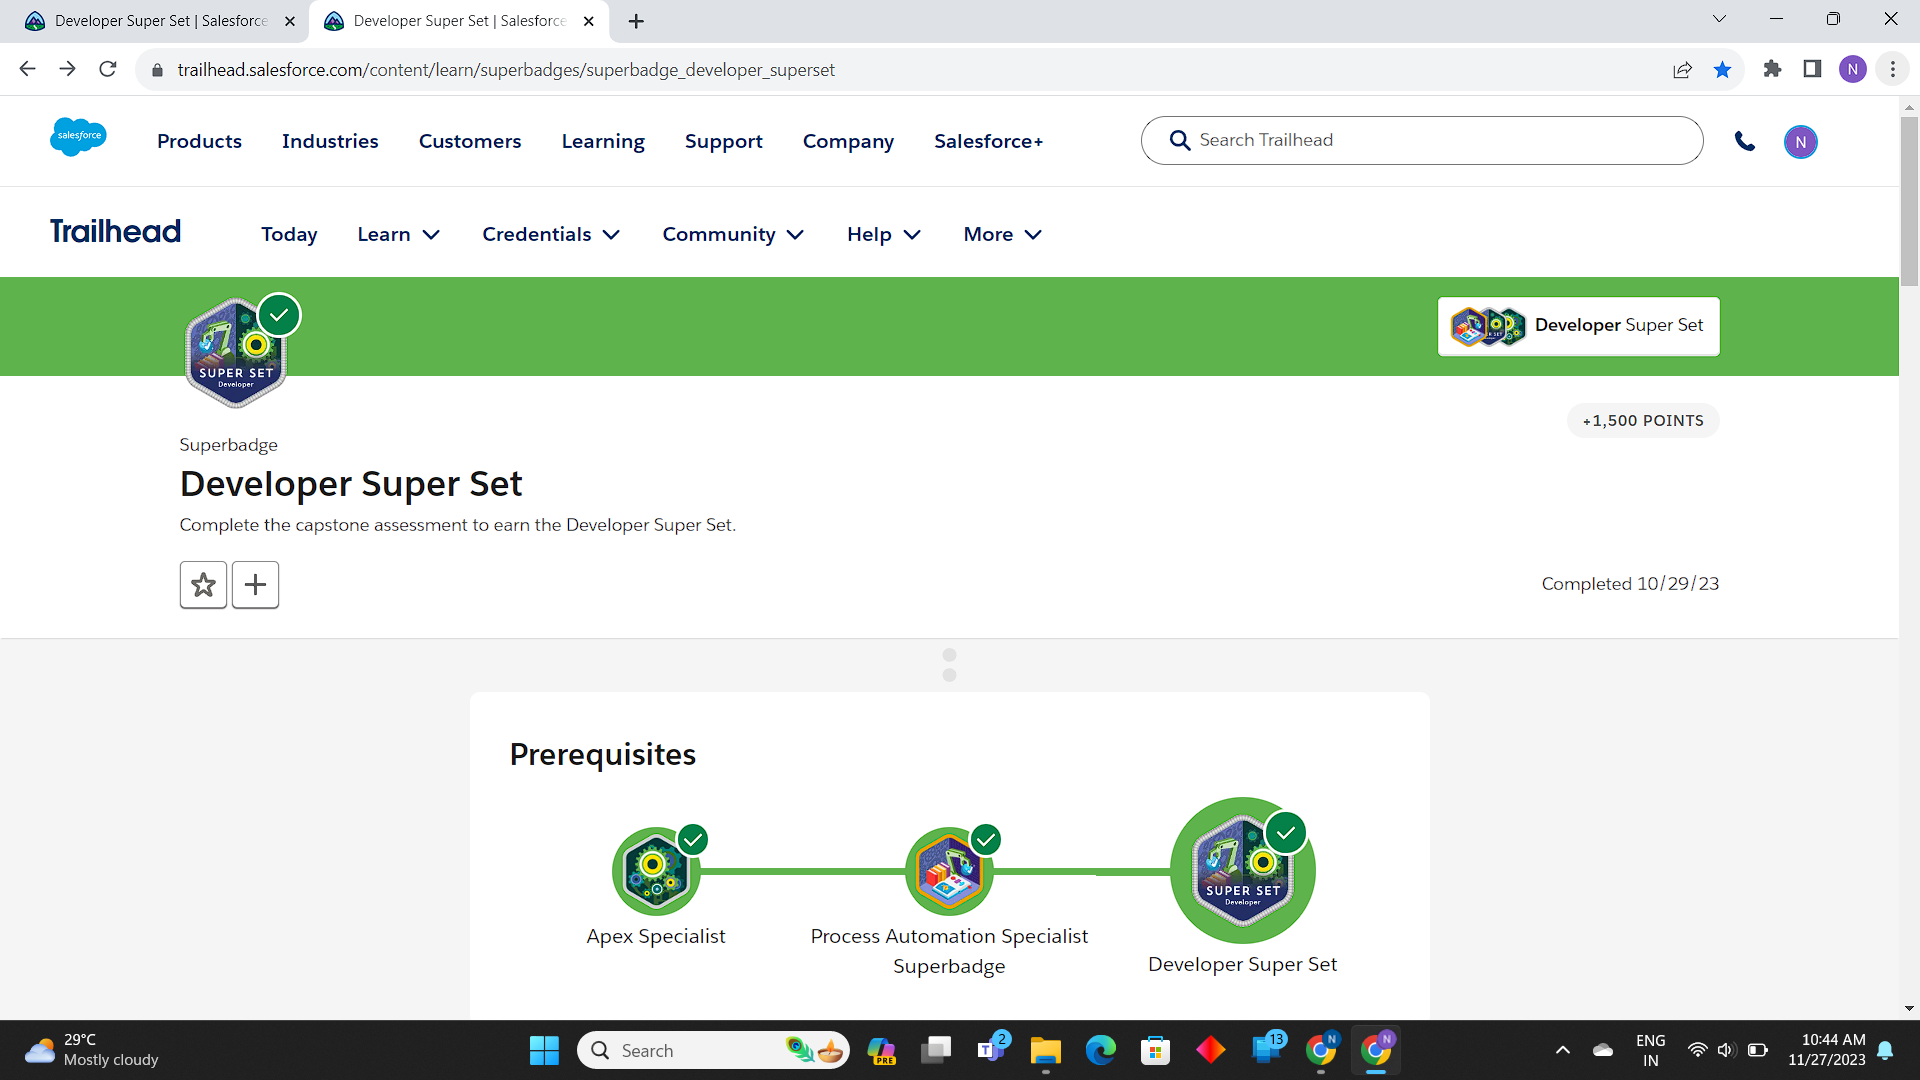 Developer Super Set | Salesforce
Developer Super Set | Salesforce
trailhead.salesforce.com/content/learn/superbadges/superbadge_developer_superset
N
salesforce
Products Industries Customers Learning Support Company Salesforce+
Search Trailhead
N
Trailhead
Today Learn Credentials Community Help More
SUPER SET
Developer
Developer Super Set
+1,500 POINTS
Superbadge
Developer Super Set
Complete the capstone assessment to earn the Developer Super Set.
Completed 10/29/23
Prerequisites
SUPER SET
Developer
Apex Specialist
Process Automation Specialist
Superbadge
Developer Super Set
29°C
Mostly cloudy
Search
PRE
T
2
13
N
N
ENG
IN
10:44 AM
11/27/2023